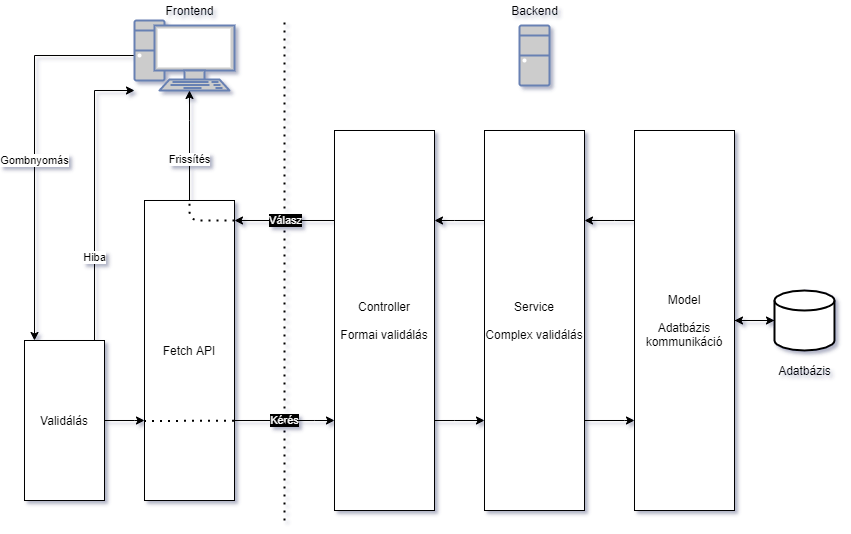 Frontend
Backend
Gombnyomás
Frissítés
Válasz
Hiba
Controller
Formai validálás
Service
Complex validálás
Model
Adatbázis
kommunikáció
Fetch API
Adatbázis
Validálás
Kérés